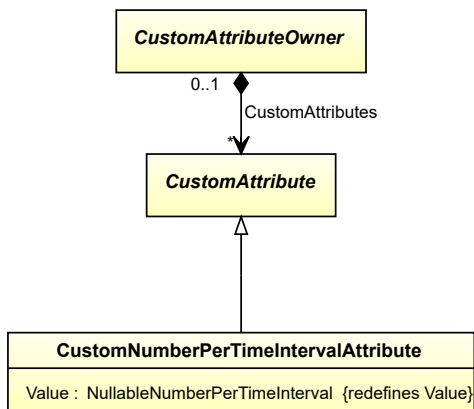 CustomAttributeOwner
0..1
CustomAttributes
*
CustomAttribute
CustomNumberPerTimeIntervalAttribute
Value : NullableNumberPerTimeInterval {redefines Value}